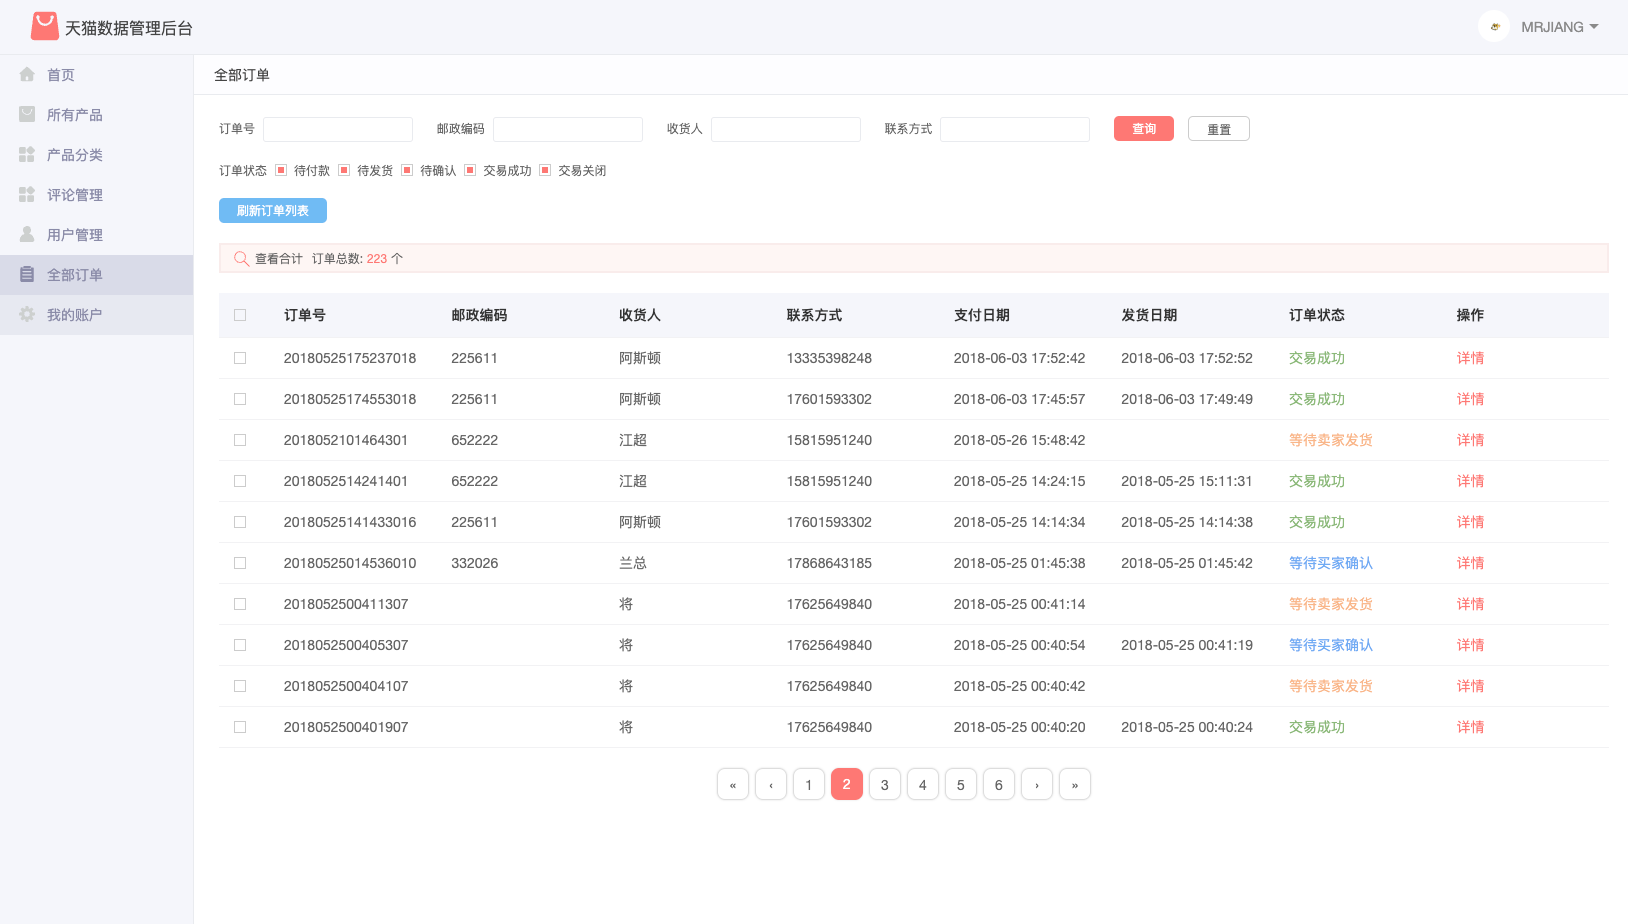 天猫数据管理后台
MRJIANG
首页
所有产品
产品分类
评论管理
用户管理
全部订单
我的账户
全部订单
订单号 邮政编码 收货人 联系方式 查询 重置
订单状态 待付款 待发货 待确认 交易成功 交易关闭
刷新订单列表
查看合计 订单总数: 223 个
订单号 邮政编码 收货人 联系方式 支付日期 发货日期 订单状态 操作
20180525175237018 225611 阿斯顿 13335398248 2018-06-03 17:52:42 2018-06-03 17:52:52 交易成功 详情
20180525174553018 225611 阿斯顿 17601593302 2018-06-03 17:45:57 2018-06-03 17:49:49 交易成功 详情
2018052101464301 652222 江超 15815951240 2018-05-26 15:48:42 等待卖家发货 详情
2018052514241401 652222 江超 15815951240 2018-05-25 14:24:15 2018-05-25 15:11:31 交易成功 详情
20180525141433016 225611 阿斯顿 17601593302 2018-05-25 14:14:34 2018-05-25 14:14:38 交易成功 详情
20180525014536010 332026 兰总 17868643185 2018-05-25 01:45:38 2018-05-25 01:45:42 等待买家确认 详情
2018052500411307 将 17625649840 2018-05-25 00:41:14 等待卖家发货 详情
2018052500405307 将 17625649840 2018-05-25 00:40:54 2018-05-25 00:41:19 等待买家确认 详情
2018052500404107 将 17625649840 2018-05-25 00:40:42 等待卖家发货 详情
2018052500401907 将 17625649840 2018-05-25 00:40:20 2018-05-25 00:40:24 交易成功 详情
« ‹ 1 2 3 4 5 6 › »